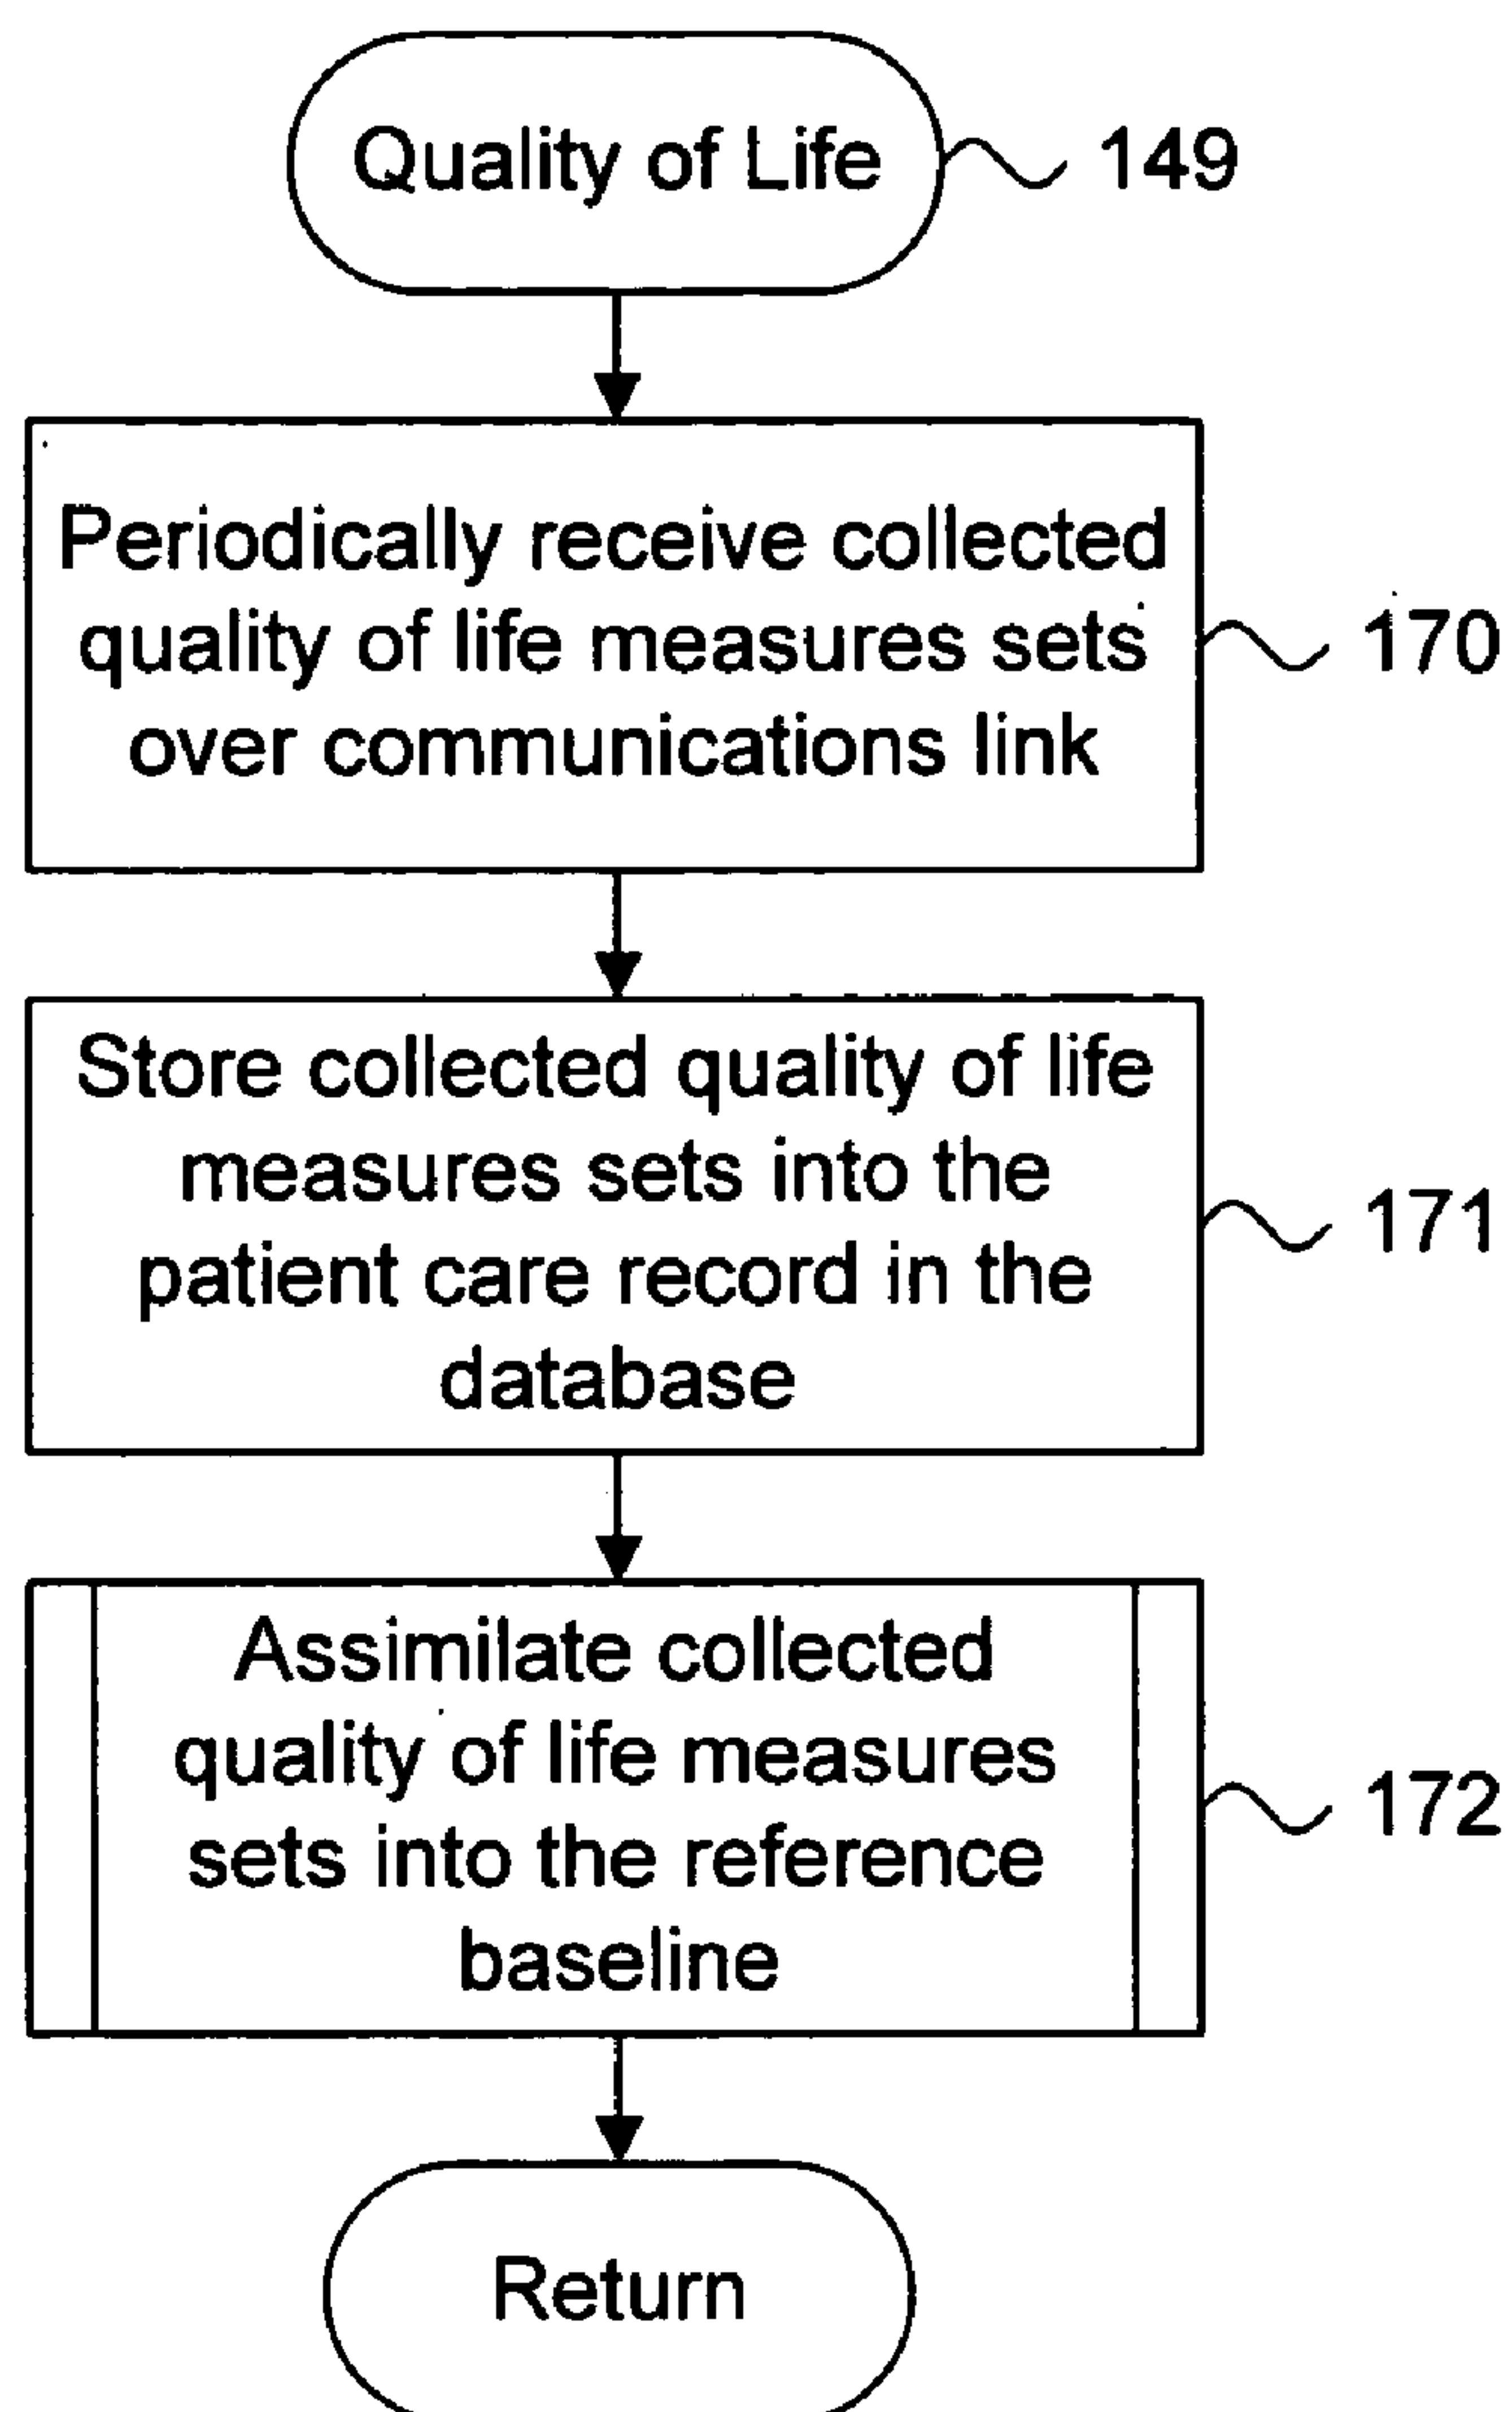 Quality of Life
149
Periodically receive collected
quality of life measures sets
over communications link
170
Store collected quality of life
measures sets into the
patient care record in the
database
171
Assimilate collected
quality of life measures
sets into the reference
baseline
172
Return